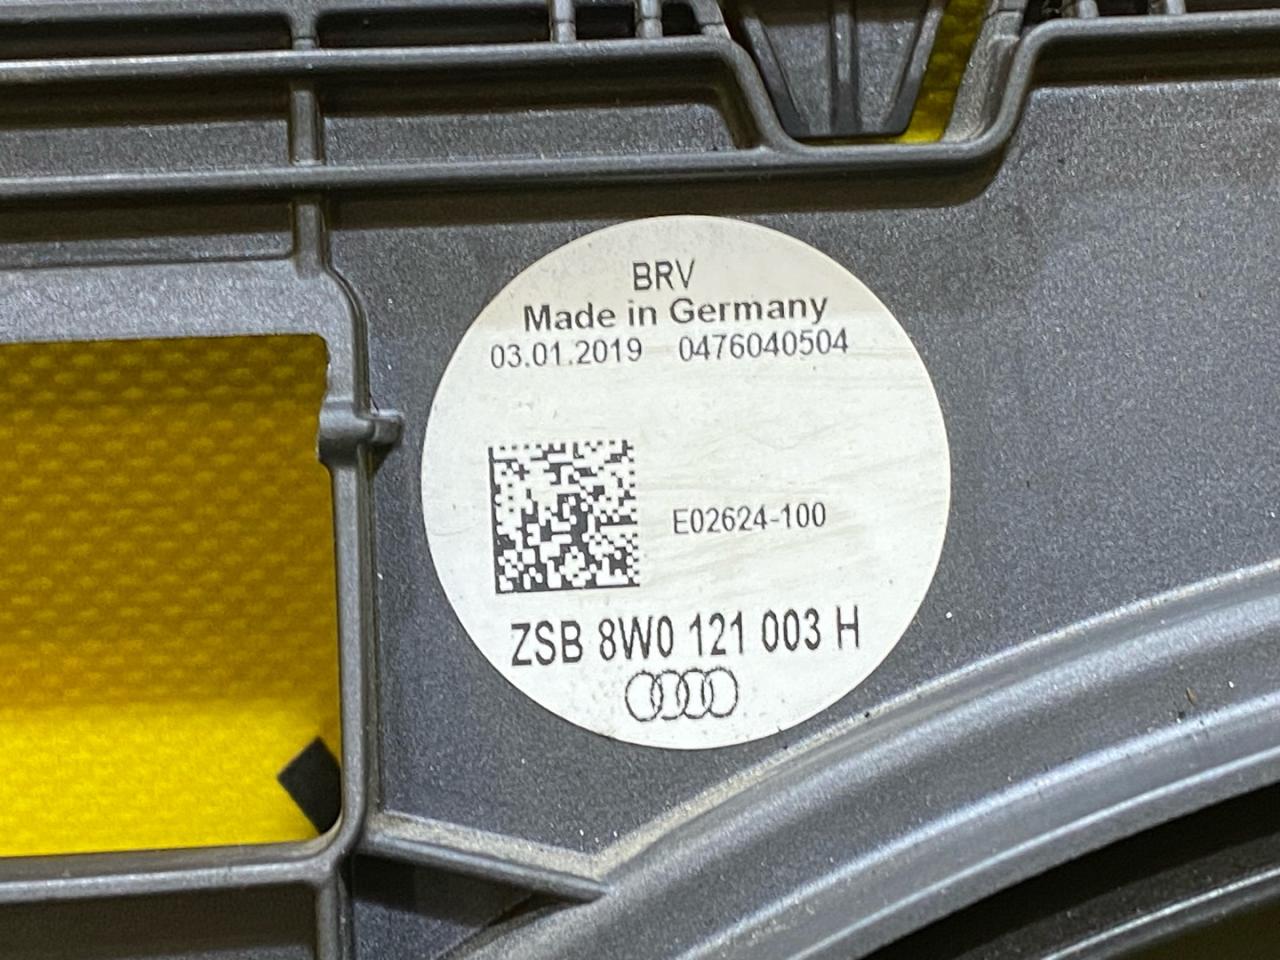 BRV
Made in Germany
03.01.2019 0476040504
E02624-100
ZSB 8W0 121 003 H